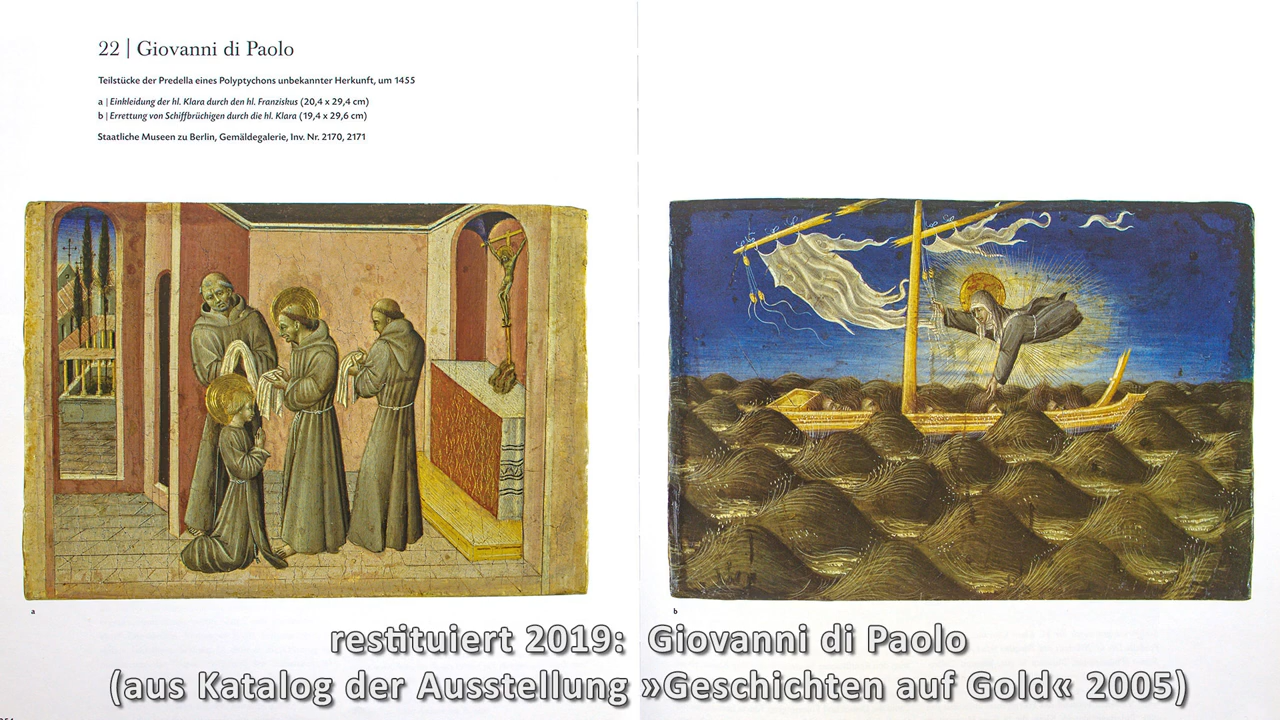 22 | Giovanni di Paolo
Teilstücke der Predella eines Polyptychons unbekannter Herkunft, um 1455
a | Einkleidung der hl. Klara durch den hl. Franziskus (20,4 x 29,4 cm)
b | Errettung von Schiffbrüchigen durch die hl. Klara (19,4 x 29,6 cm)
Staatliche Museen zu Berlin, Gemäldegalerie, Inv. Nr. 2170, 2171
a
b
restituiert 2019: Giovanni di Paolo
(aus Katalog der Ausstellung »Geschichten auf Gold« 2005)